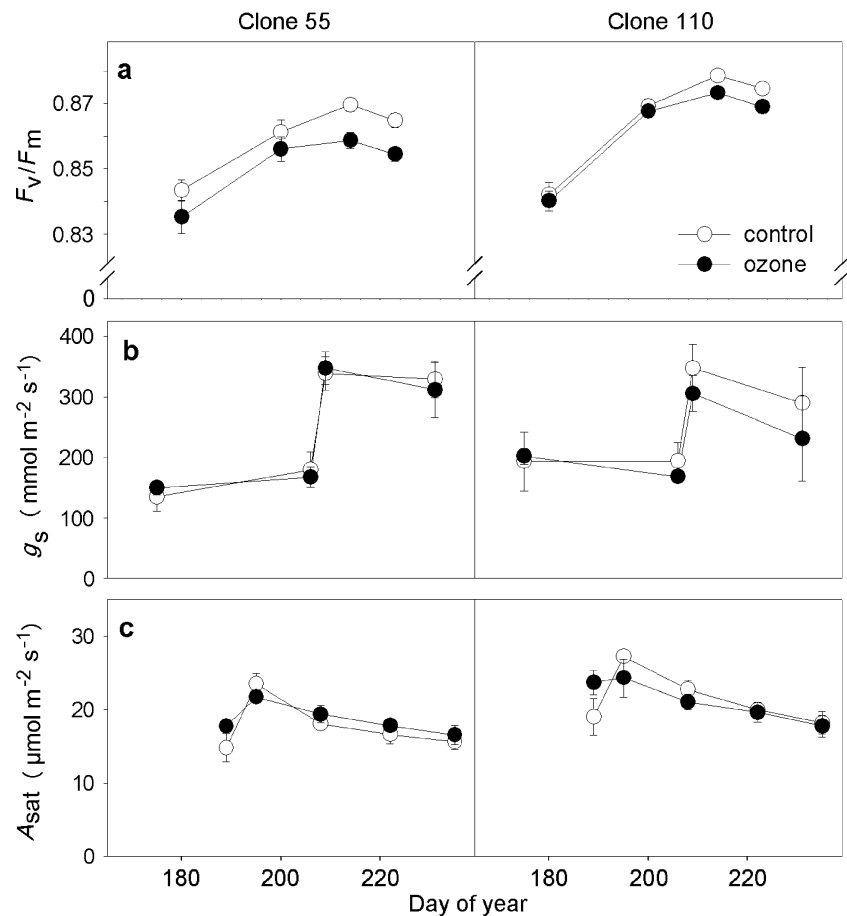 Clone 55
Clone 110
a
0.87
0.85
0.83
0
Fv/Fm
control
ozone
b
400
300
200
100
0
gs ( mmol m⁻² s⁻¹)
c
30
20
10
0
Asat ( µmol m⁻² s⁻¹)
180 200 220 180 200 220
Day of year